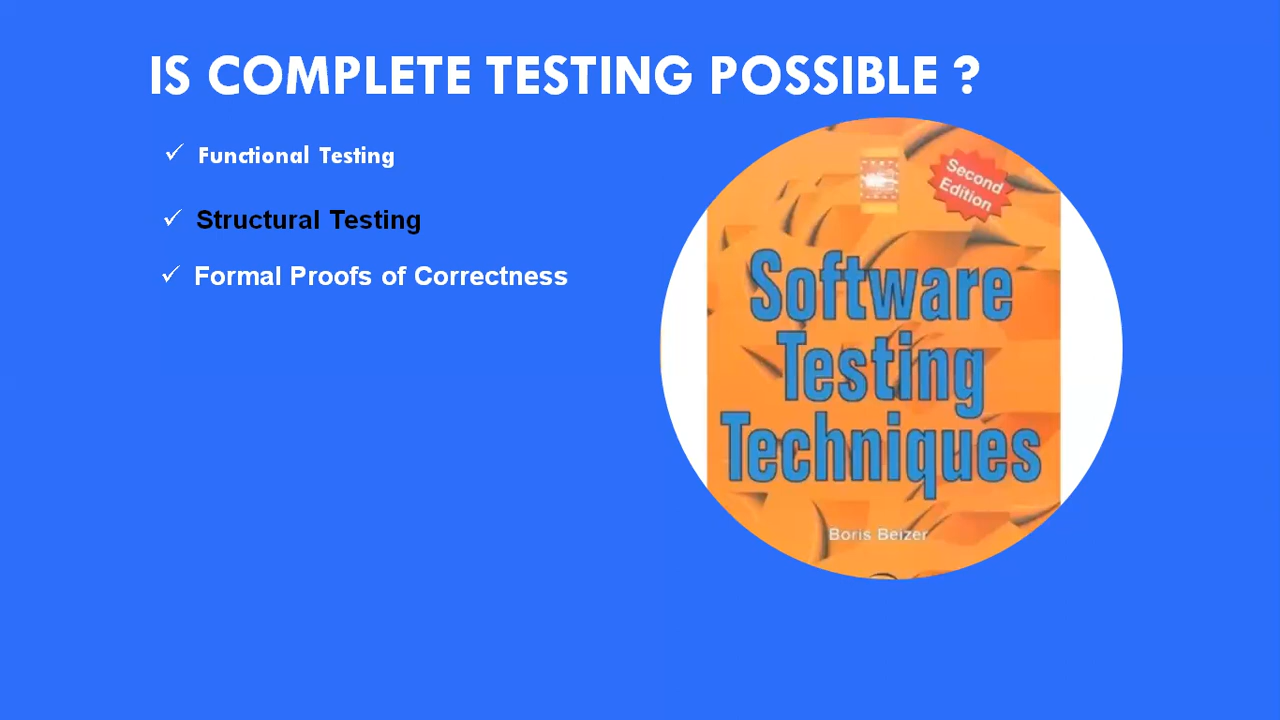 IS COMPLETE TESTING POSSIBLE ?
Functional Testing
Structural Testing
Formal Proofs of Correctness
Second
Edition
Software
Testing
Techniques
Boris Beizer